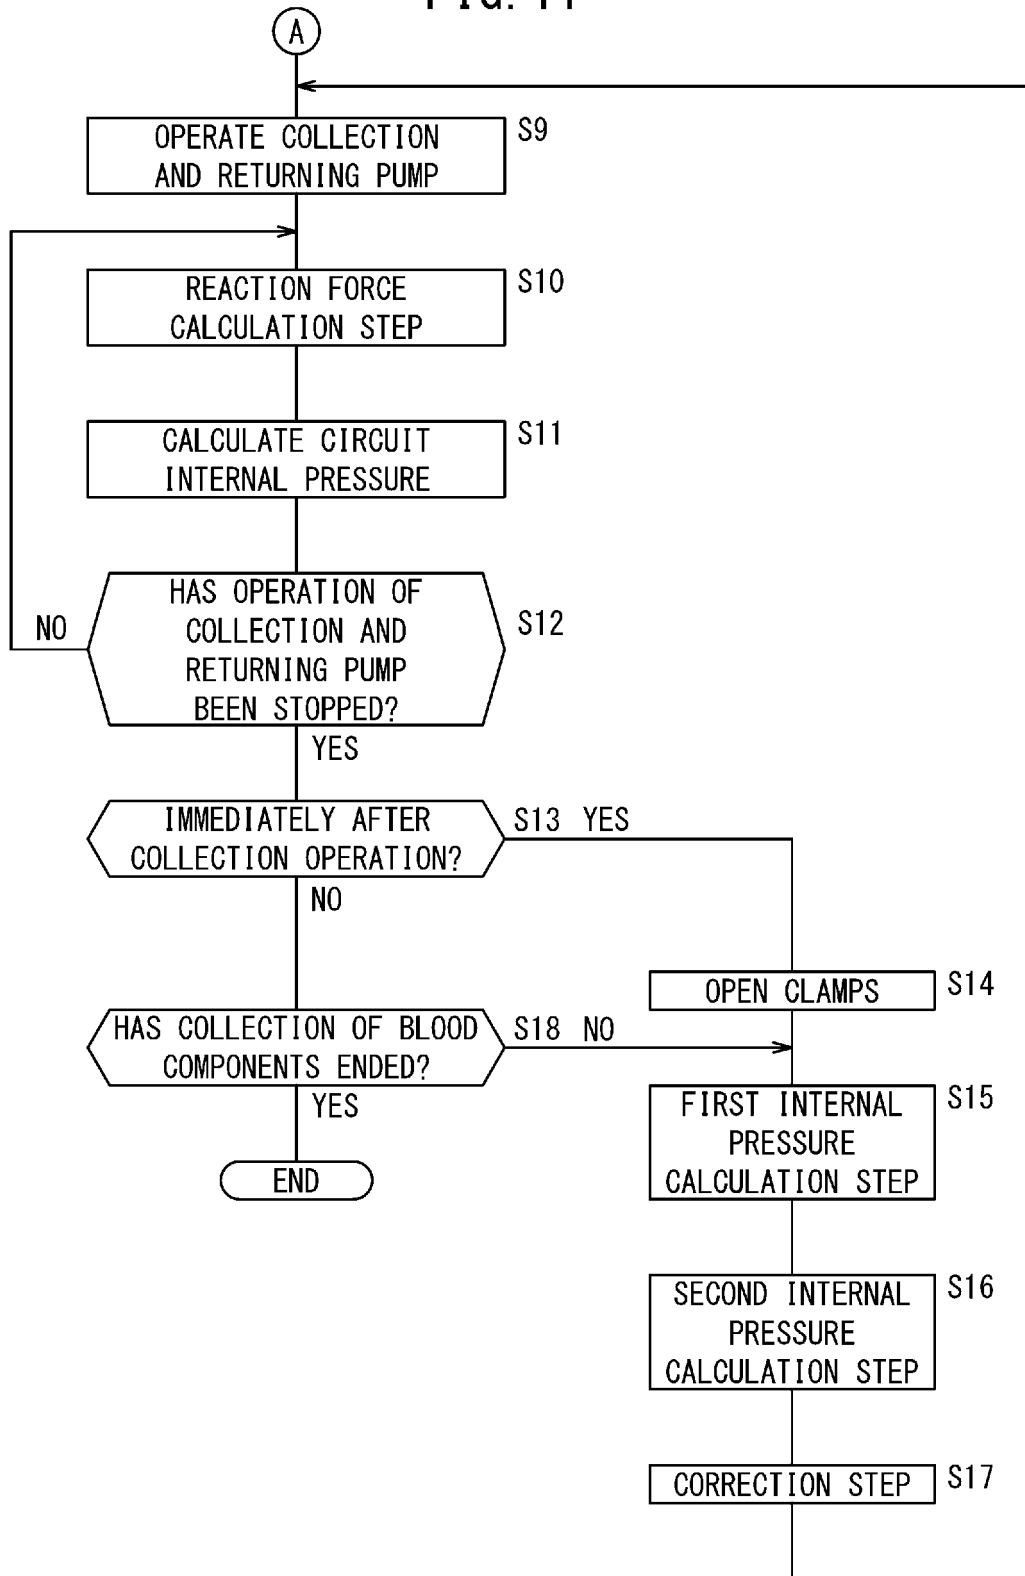 A
OPERATE COLLECTION
AND RETURNING PUMP
S9
REACTION FORCE
CALCULATION STEP
S10
CALCULATE CIRCUIT
INTERNAL PRESSURE
S11
HAS OPERATION OF
COLLECTION AND
RETURNING PUMP
BEEN STOPPED?
S12
NO
YES
IMMEDIATELY AFTER
COLLECTION OPERATION?
S13 YES
NO
OPEN CLAMPS
S14
HAS COLLECTION OF BLOOD
COMPONENTS ENDED?
S18 NO
YES
END
FIRST INTERNAL
PRESSURE
CALCULATION STEP
S15
SECOND INTERNAL
PRESSURE
CALCULATION STEP
S16
CORRECTION STEP
S17